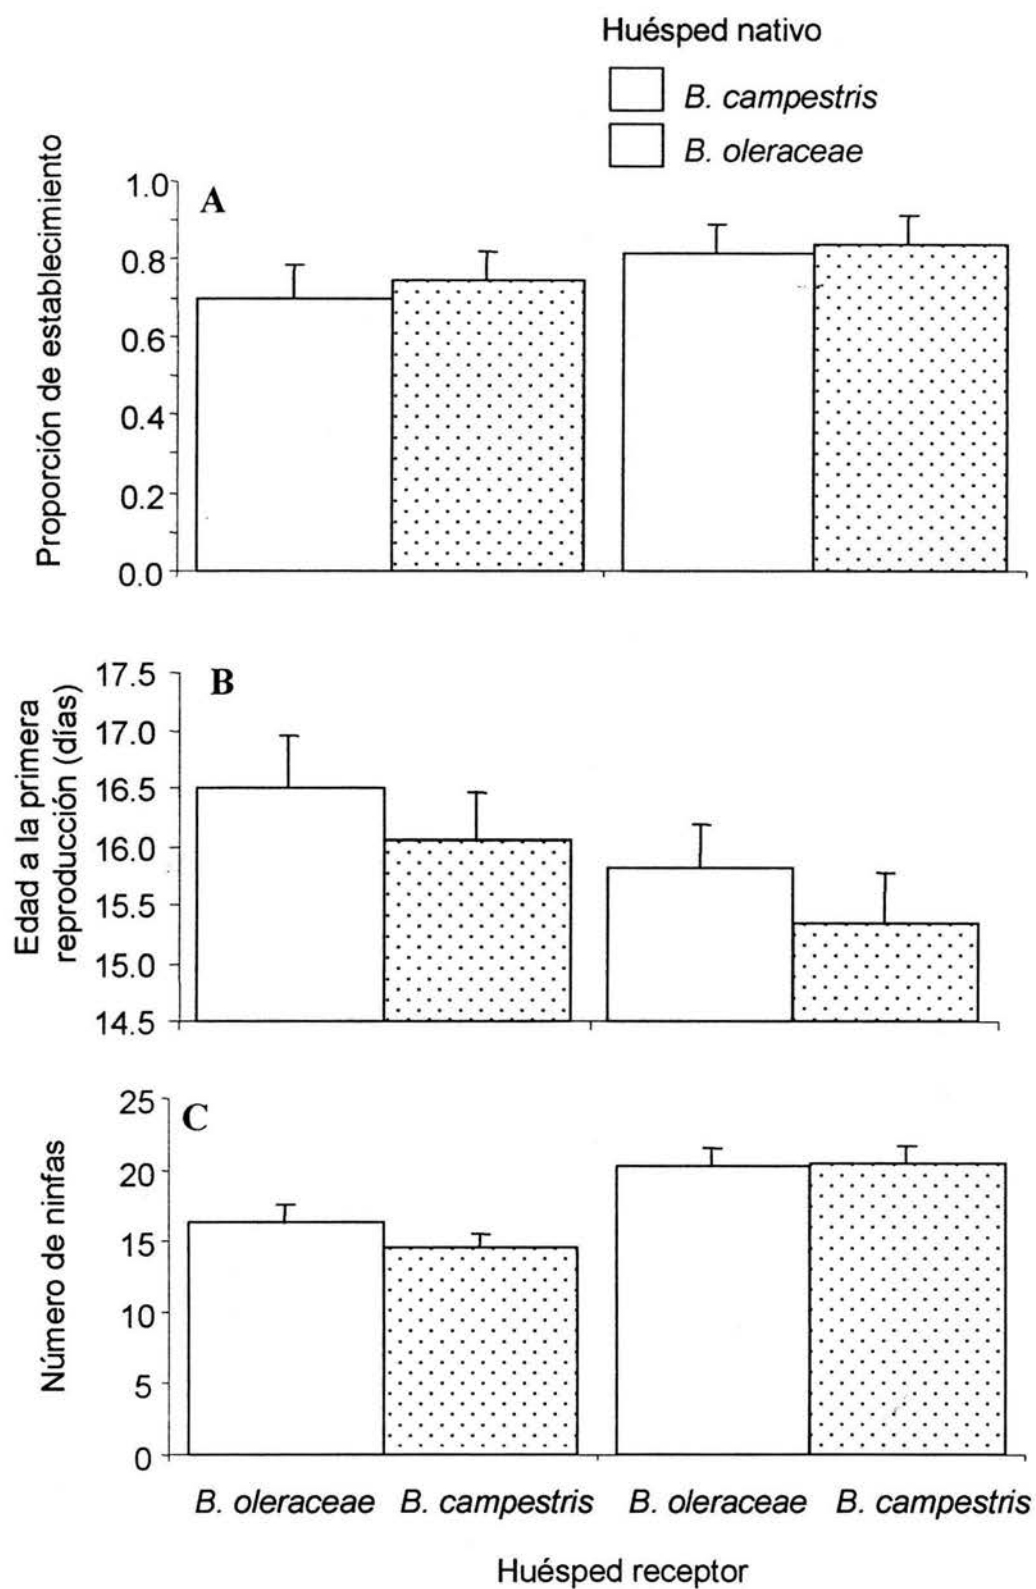 Huésped nativo
B. campestris
B. oleraceae
A
Proporción de establecimiento
1.0
0.8
0.6
0.4
0.2
0.0
B
Edad a la primera
reproducción (días)
17.5
17.0
16.5
16.0
15.5
15.0
14.5
C
Número de ninfas
25
20
15
10
5
0
B. oleraceae B. campestris B. oleraceae B. campestris
Huésped receptor